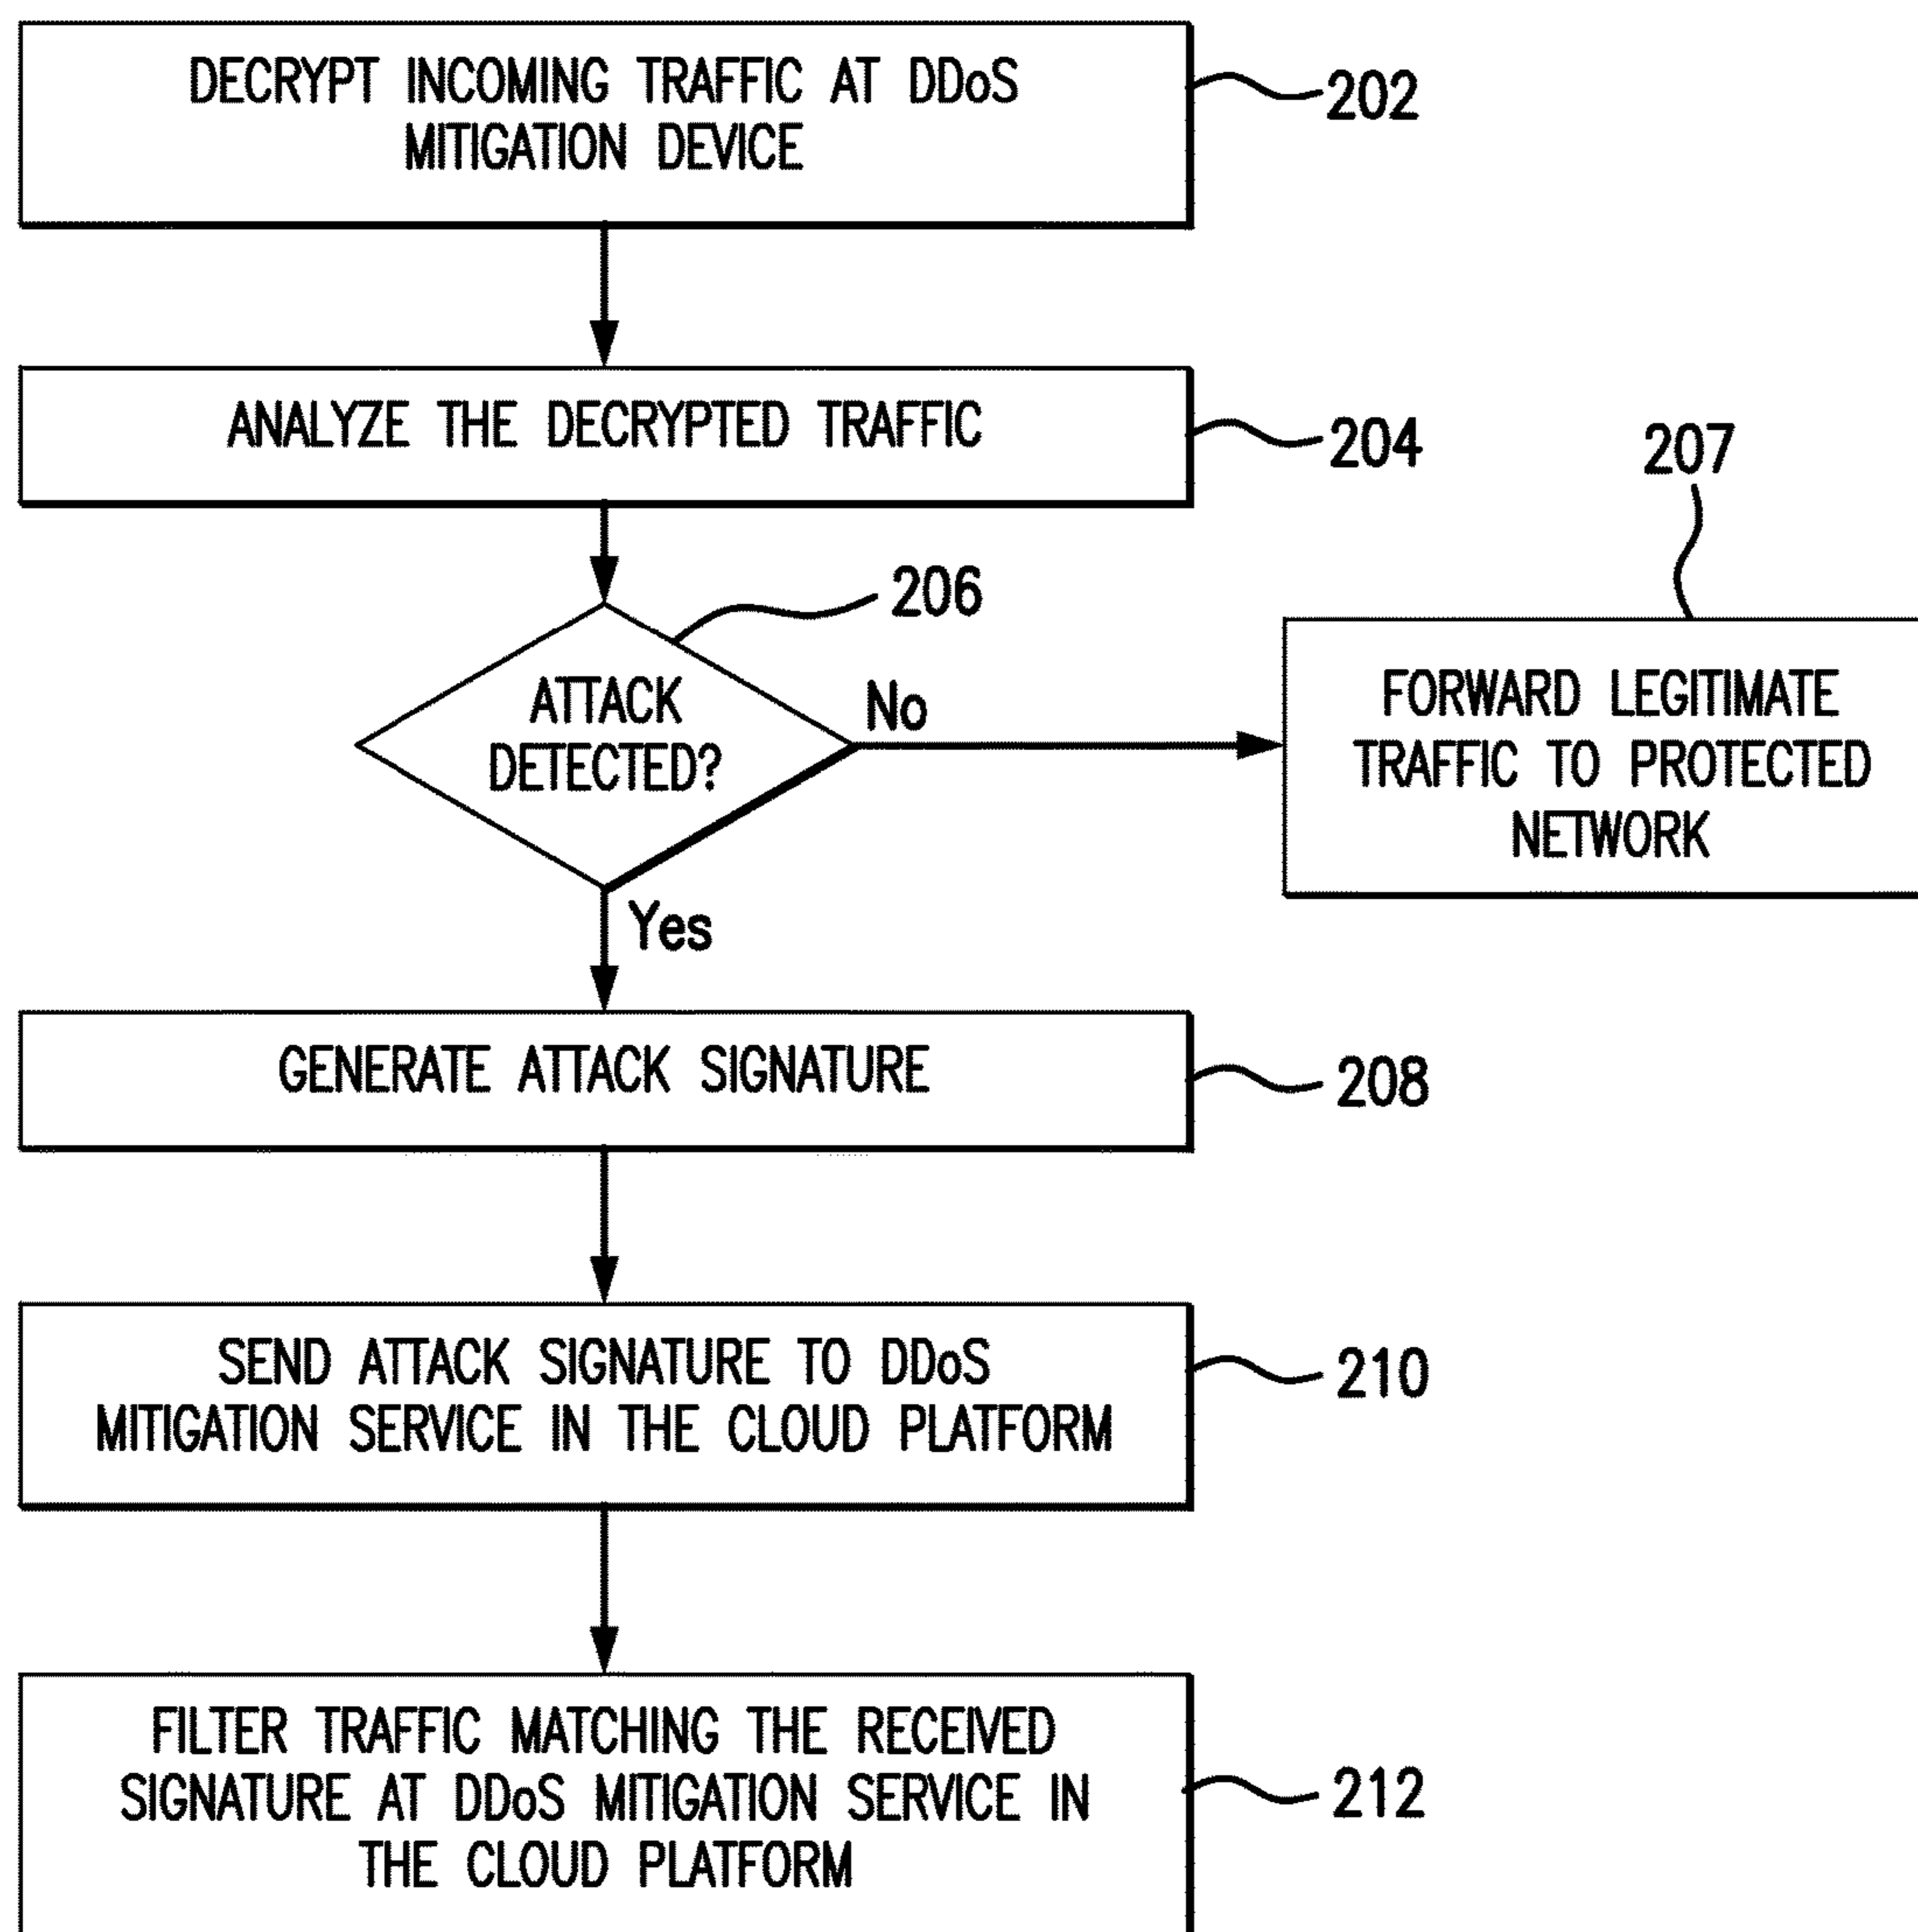 DECRYPT INCOMING TRAFFIC AT DDoS
MITIGATION DEVICE
202
ANALYZE THE DECRYPTED TRAFFIC
204
207
206
ATTACK
DETECTED?
No
FORWARD LEGITIMATE
TRAFFIC TO PROTECTED
NETWORK
Yes
GENERATE ATTACK SIGNATURE
208
SEND ATTACK SIGNATURE TO DDoS
MITIGATION SERVICE IN THE CLOUD PLATFORM
210
FILTER TRAFFIC MATCHING THE RECEIVED
SIGNATURE AT DDoS MITIGATION SERVICE IN
THE CLOUD PLATFORM
212